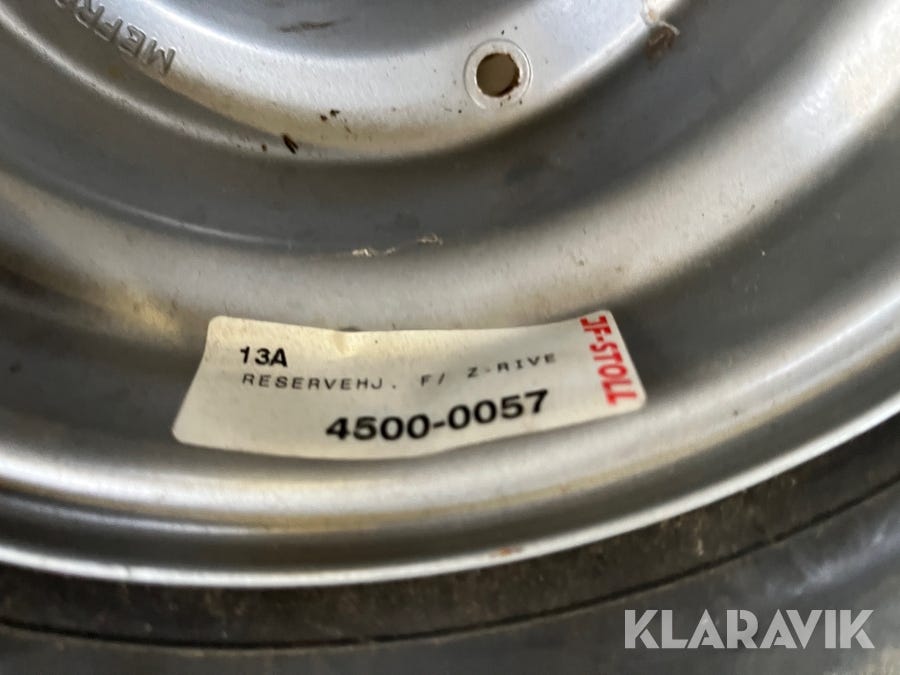 13A
RESERVEHJ. F/ Z-RIVE
4500-0057
JF-STOLL
KLARAVIK